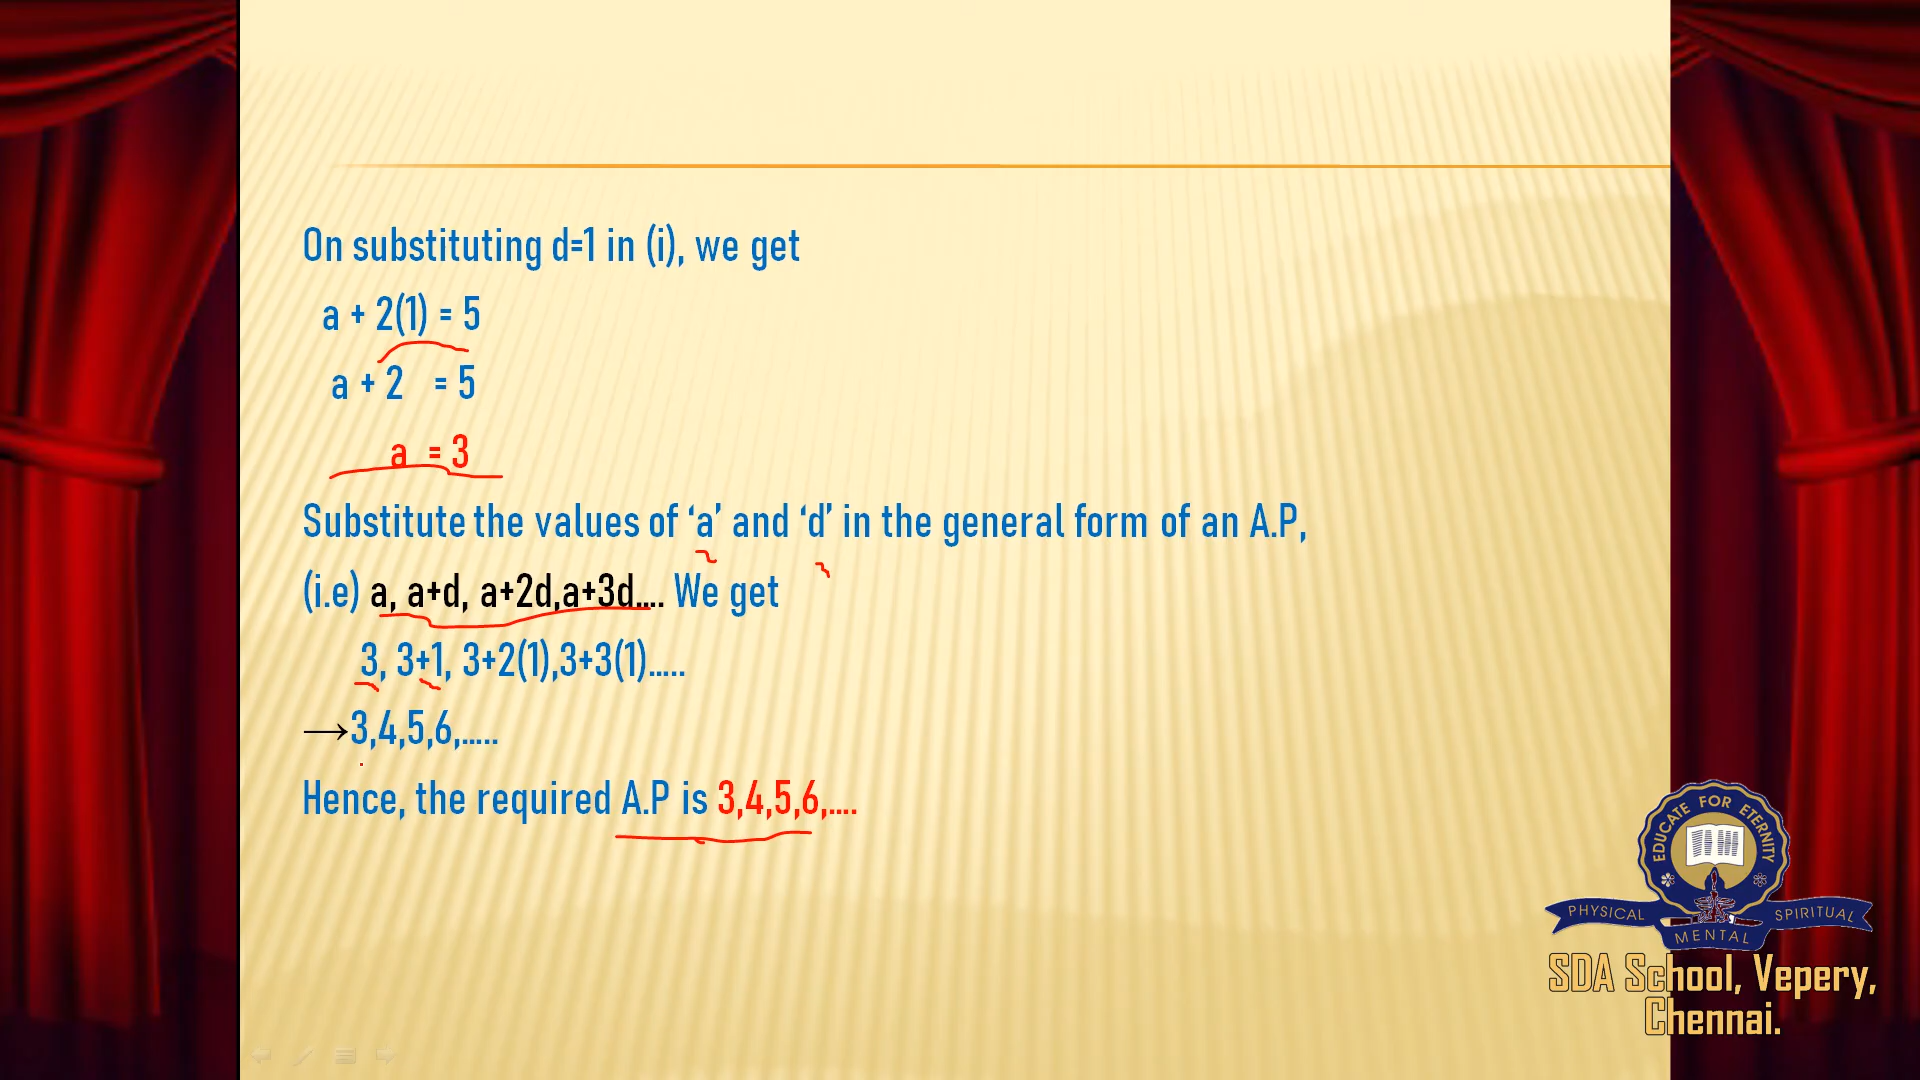 On substituting d=1 in (i), we get
a + 2(1) = 5
a + 2 = 5
a = 3
Substitute the values of ‘a’ and ‘d’ in the general form of an A.P,
(i.e) a, a+d, a+2d,a+3d.... We get
3, 3+1, 3+2(1),3+3(1).....
→3,4,5,6,.....
Hence, the required A.P is 3,4,5,6,....
EDUCATE FOR ETERNITY
PHYSICAL MENTAL SPIRITUAL
SDA School, Vepery,
Chennai.